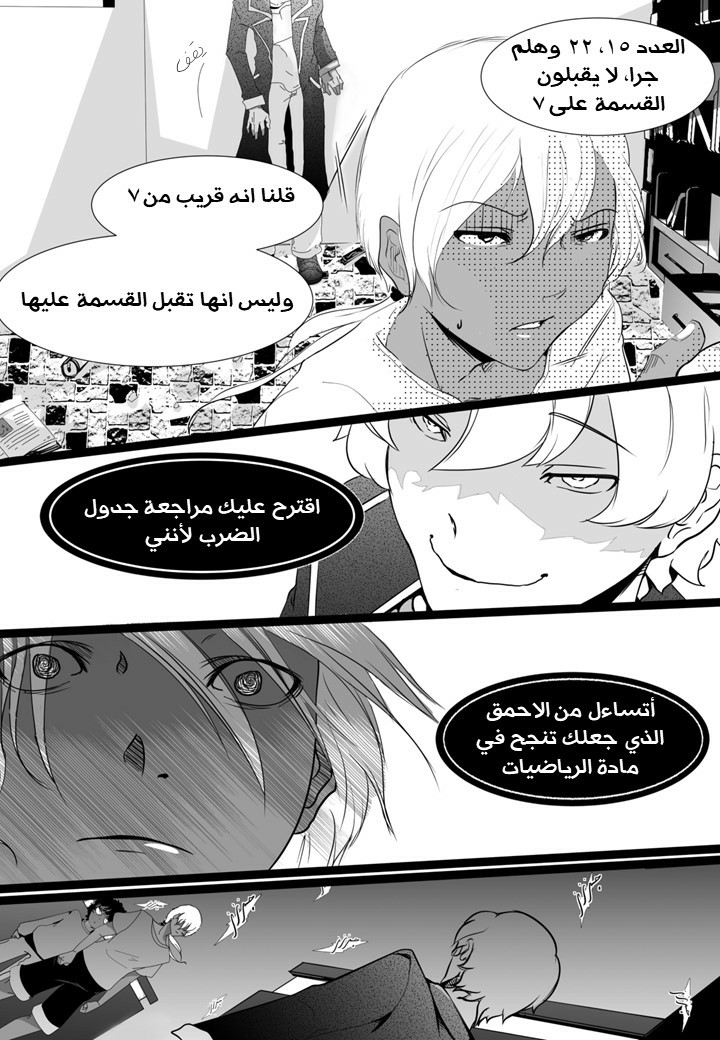 العدد ١٥، ٢٢ وهلم
جرا، لا يقبلون
القسمة على ٧
قلنا انه قريب من ٧
وليس انها تقبل القسمة عليها
اقترح عليك مراجعة جدول
الضرب لأنني
أتساءل من الاحمق
الذي جعلك تنجح في
مادة الرياضيات